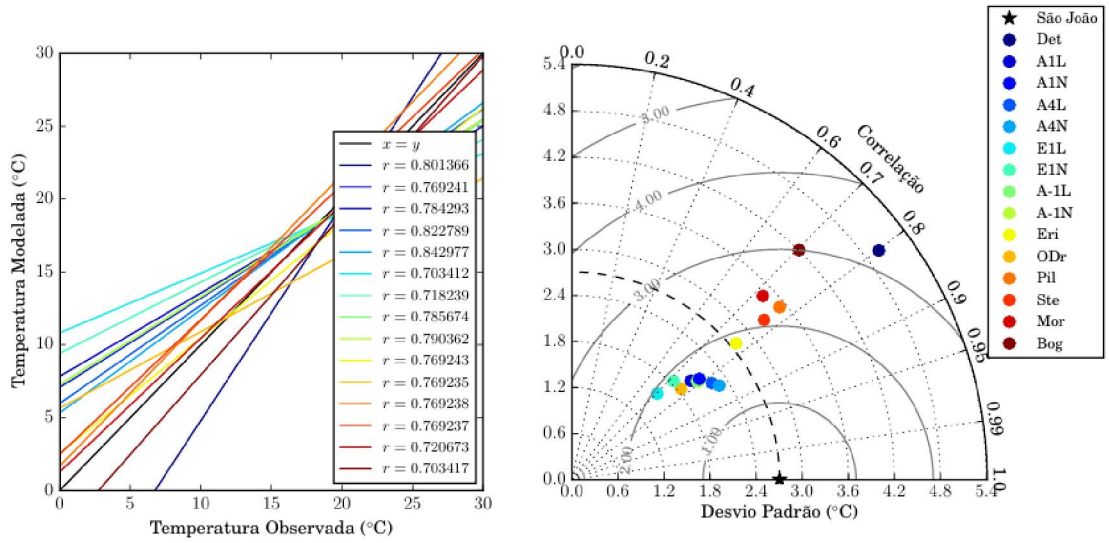 30
25
20
15
10
5
0
0
5
10
15
20
25
30
Temperatura Modelada (°C)
Temperatura Observada (°C)
x = y
r = 0.801366
r = 0.769241
r = 0.784293
r = 0.822789
r = 0.842977
r = 0.703412
r = 0.718239
r = 0.785674
r = 0.790362
r = 0.769243
r = 0.769235
r = 0.769238
r = 0.769237
r = 0.720673
r = 0.703417
5.4
4.8
4.2
3.6
3.0
2.4
1.8
1.2
0.6
0.0
0.0
0.6
1.2
1.8
2.4
3.0
3.6
4.2
4.8
5.4
Desvio Padrão (°C)
0.0
0.2
0.4
0.6
0.7
0.8
0.9
0.95
0.99
1.0
Correlação
5.00
4.00
3.00
2.00
1.00
São João
Det
A1L
A1N
A4L
A4N
E1L
E1N
A-1L
A-1N
Eri
ODr
Pil
Ste
Mor
Bog